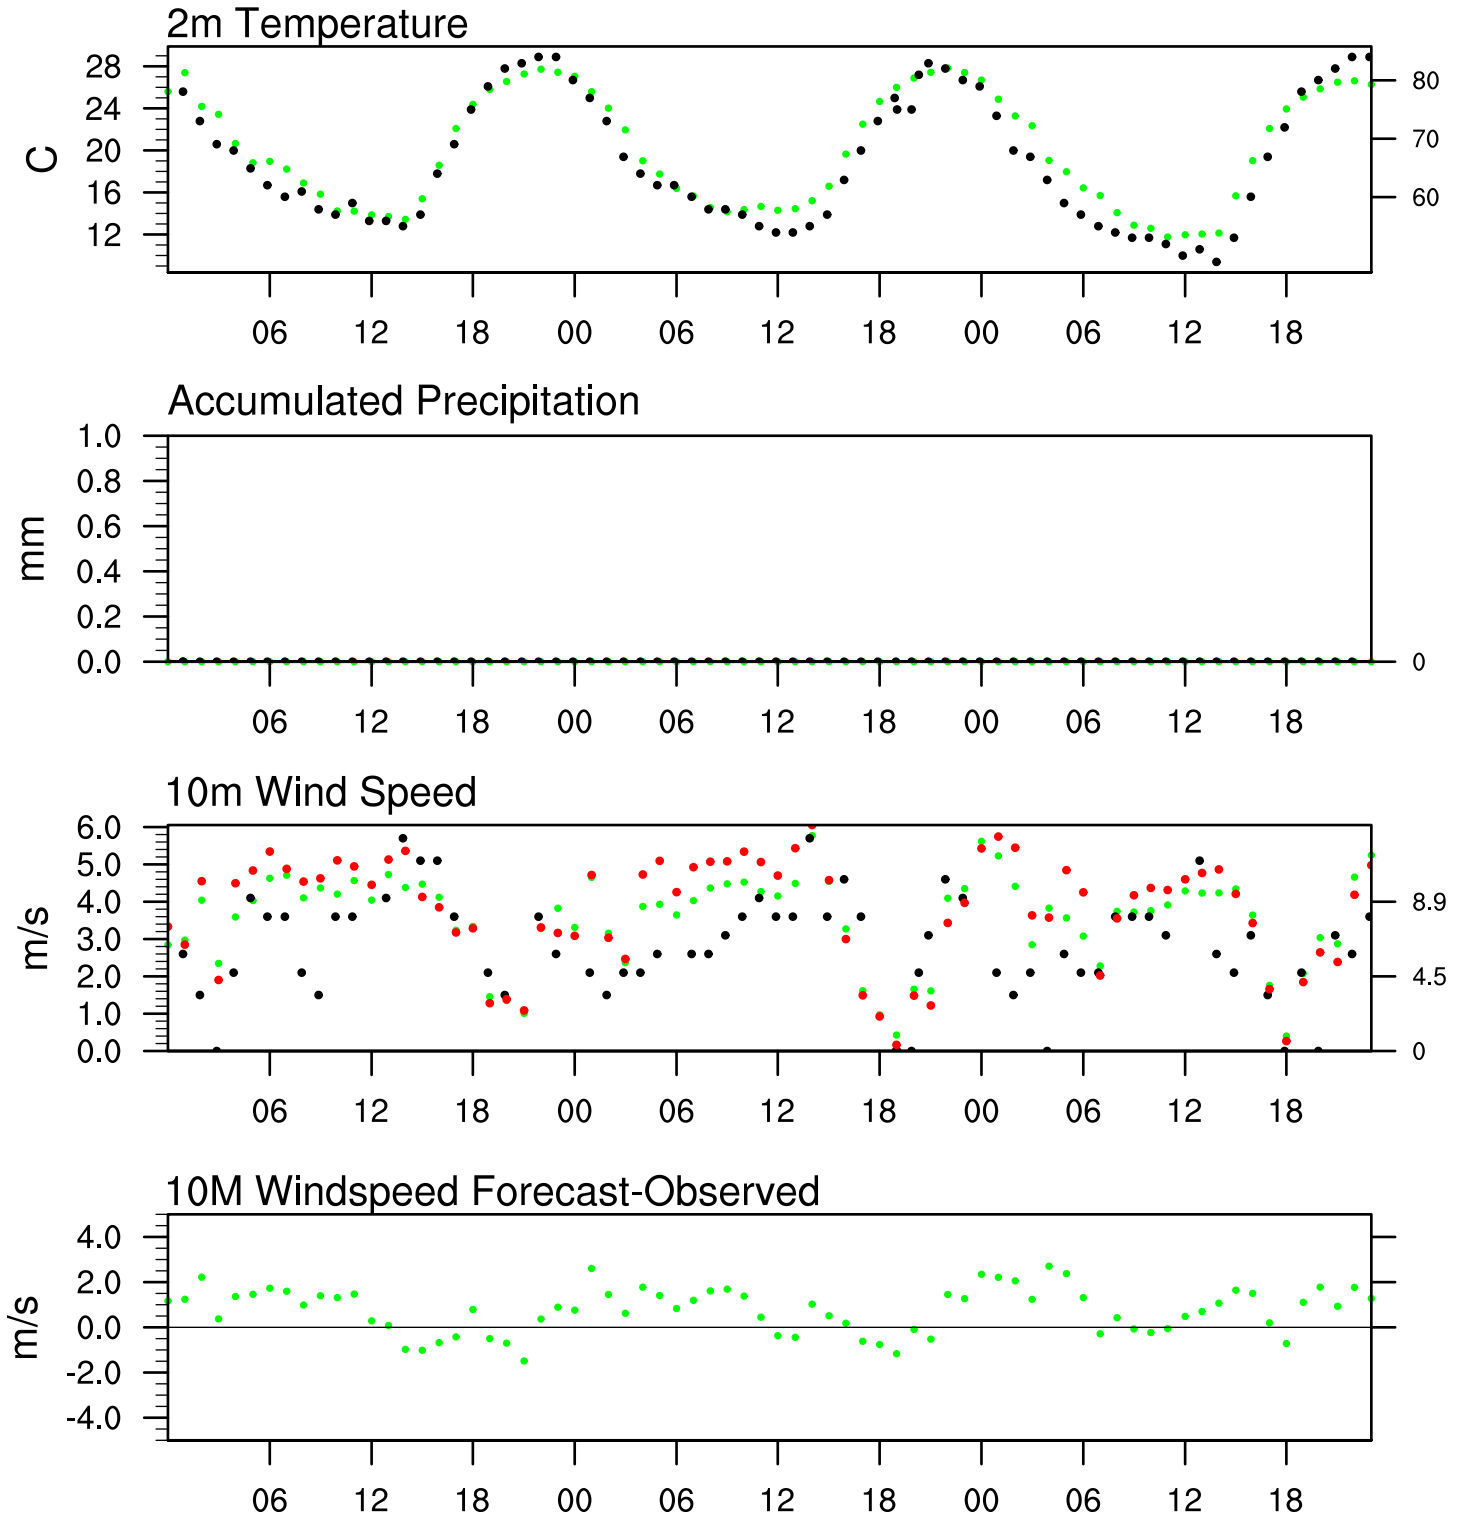 2m Temperature
28
24
20
16
12
C
80
70
60
06 12 18 00 06 12 18 00 06 12 18
Accumulated Precipitation
1.0
0.8
0.6
0.4
0.2
0.0
mm
0
06 12 18 00 06 12 18 00 06 12 18
10m Wind Speed
6.0
5.0
4.0
3.0
2.0
1.0
0.0
m/s
8.9
4.5
0
06 12 18 00 06 12 18 00 06 12 18
10M Windspeed Forecast-Observed
4.0
2.0
0.0
-2.0
-4.0
m/s
06 12 18 00 06 12 18 00 06 12 18